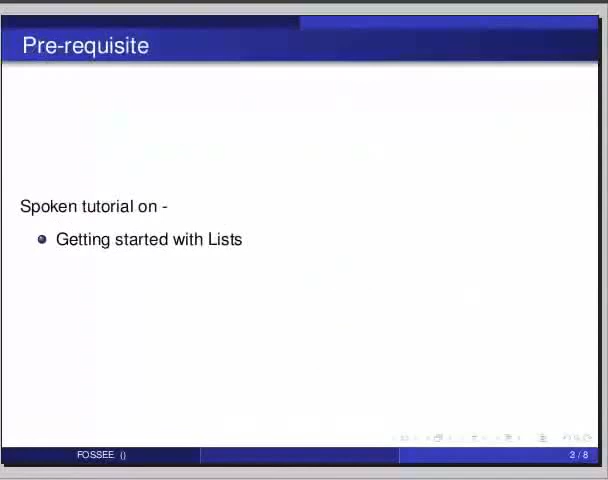 Pre-requisite
Spoken tutorial on -
Getting started with Lists
FOSSEE ()
3 / 8